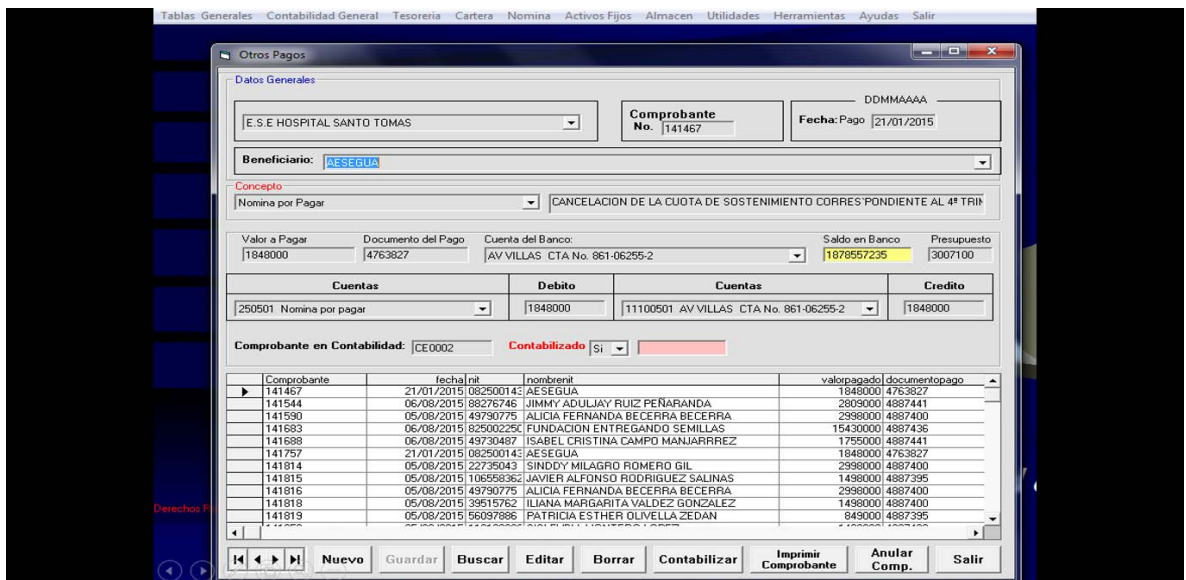 Tablas Generales Contabilidad General Tesoreria Cartera Nomina Activos Fijos Almacen Utilidades Herramientas Ayudas Salir
Otros Pagos
Datos Generales
E.S.E HOSPITAL SANTO TOMAS
Comprobante
No. 141467
DDMMAAAA
Fecha: Pago 21/01/2015
Beneficiario: AESEGUA
Concepto
Nomina por Pagar CANCELACION DE LA CUOTA DE SOSTENIMIENTO CORRES'PONDIENTE AL 4ª TRIM
Valor a Pagar Documento del Pago Cuenta del Banco: Saldo en Banco Presupuesto
1848000 4763827 AV VILLAS CTA No. 861-06255-2 1878557235 3007100
Cuentas Debito Cuentas Credito
250501 Nomina por pagar 1848000 11100501 AV VILLAS CTA No. 861-06255-2 1848000
Comprobante en Contabilidad: CE0002 Contabilizado Si
Comprobante fecha nit nombrenit valorpagado documentopago
141467 21/01/2015 082500143 AESEGUA 1848000 4763827
141544 06/08/2015 88276746 JIMMY ADULJAY RUIZ PEÑARANDA 2809000 4887441
141590 05/08/2015 49790775 ALICIA FERNANDA BECERRA BECERRA 2998000 4887400
141683 06/08/2015 825002250 FUNDACION ENTREGANDO SEMILLAS 15430000 4887436
141688 06/08/2015 49730487 ISABEL CRISTINA CAMPO MANJARRREZ 1755000 4887441
141757 21/01/2015 082500143 AESEGUA 1848000 4763827
141814 05/08/2015 22735043 SINDDY MILAGRO ROMERO GIL 2998000 4887400
141815 05/08/2015 106558362 JAVIER ALFONSO RODRIGUEZ SALINAS 1498000 4887395
141816 05/08/2015 49790775 ALICIA FERNANDA BECERRA BECERRA 2998000 4887400
141818 05/08/2015 39515762 ILIANA MARGARITA VALDEZ GONZALEZ 1498000 4887400
141819 05/08/2015 56097886 PATRICIA ESTHER OLIVELLA ZEDAN 849000 4887395
Derechos
Nuevo Guardar Buscar Editar Borrar Contabilizar Imprimir Comprobante Anular Comp. Salir